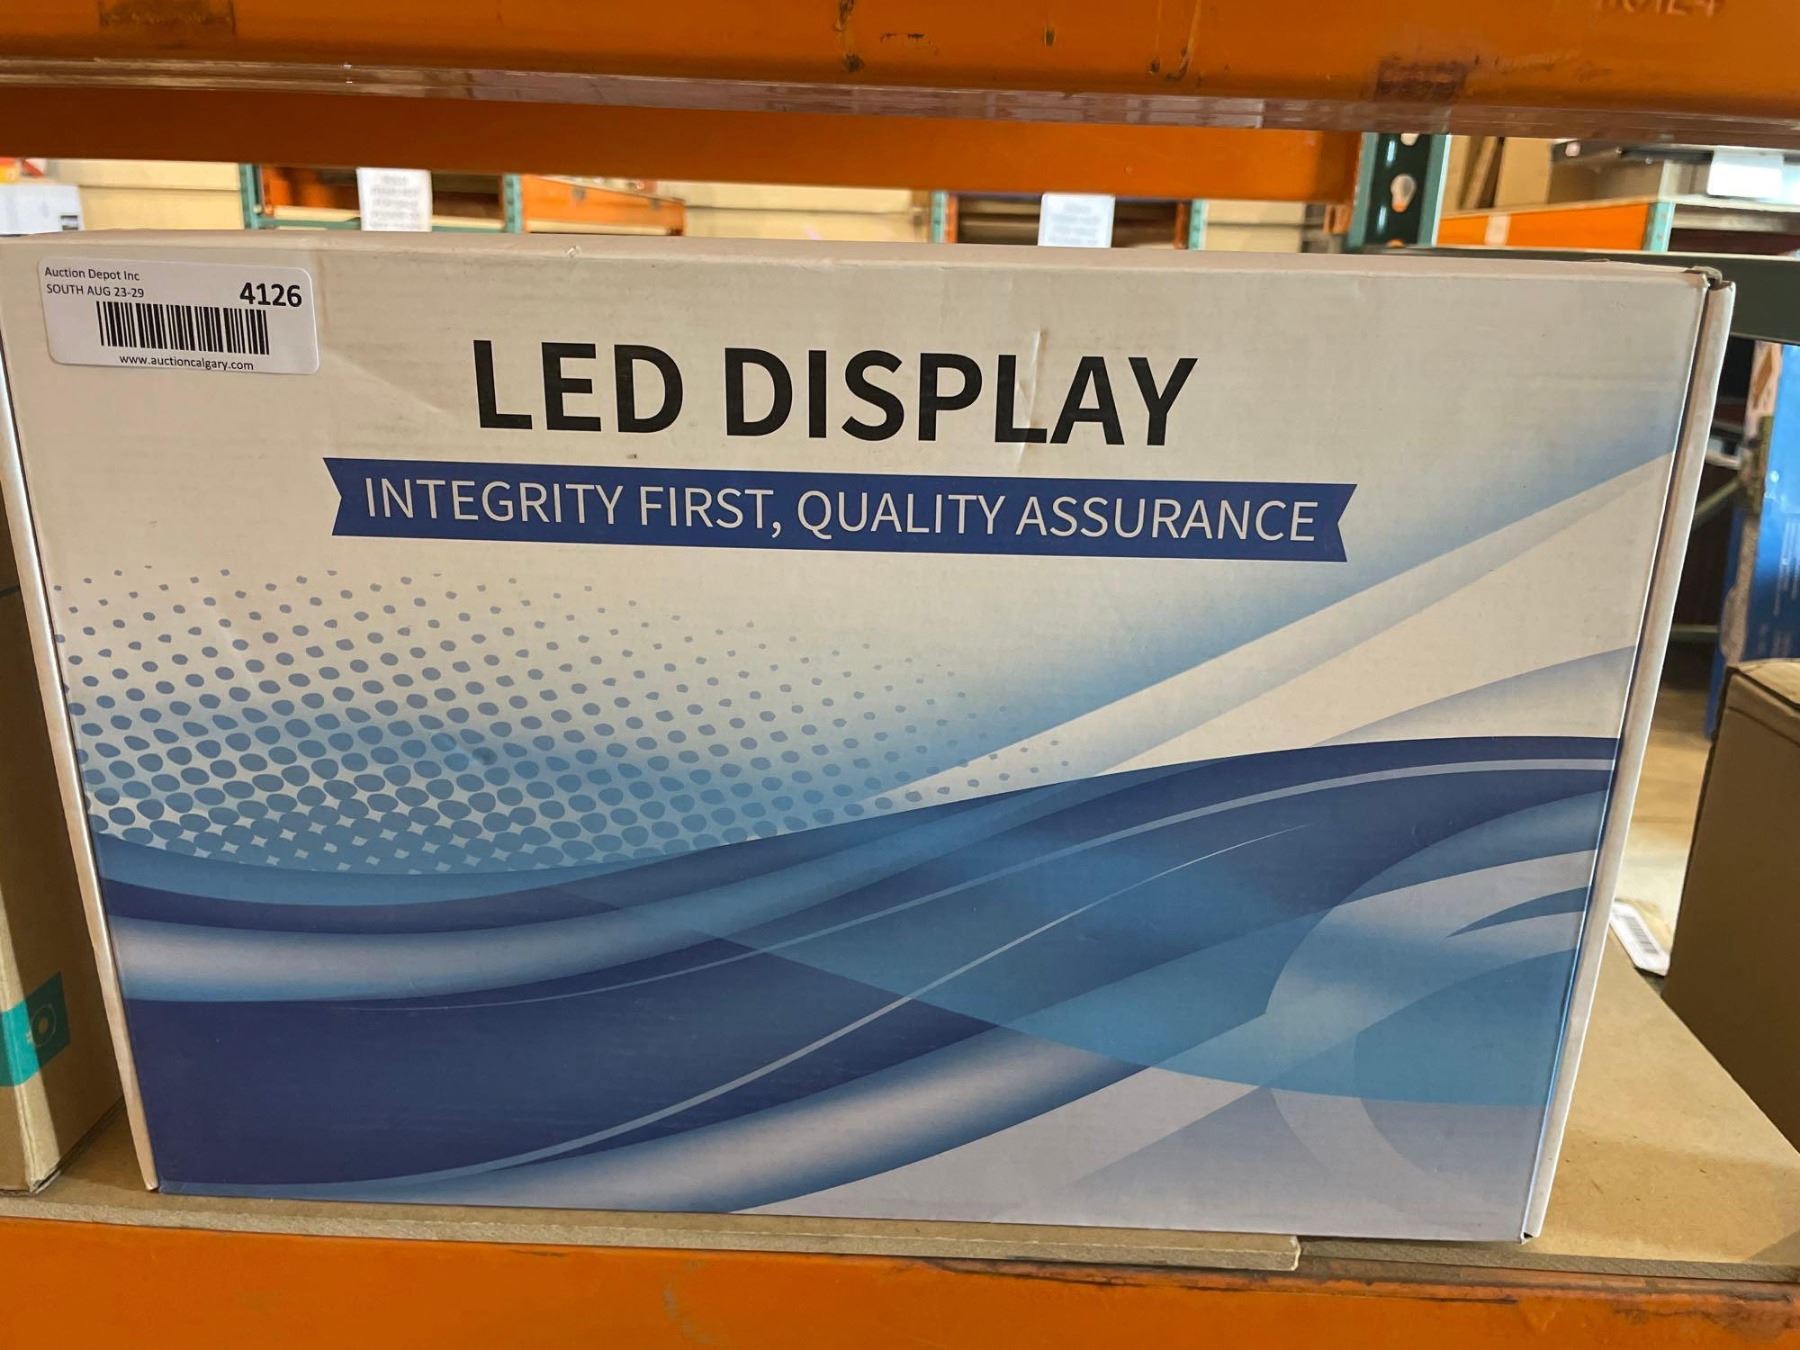 Auction Depot Inc
SOUTH AUG 23-29
4126
www.auctioncalgary.com
LED DISPLAY
INTEGRITY FIRST, QUALITY ASSURANCE